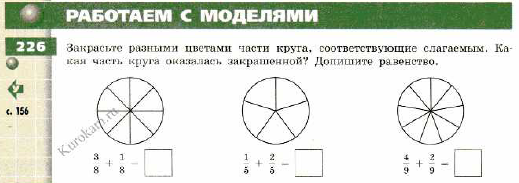 РАБОТАЕМ С МОДЕЛЯМИ
226
Закрасьте разными цветами части круга, соответствующие слагаемым. Ка-
кая часть круга оказалась закрашенной? Допишите равенство.
с. 156
Kurokam.ru
3/8 + 1/8 = 1/5 + 2/5 = 4/9 + 2/9 =